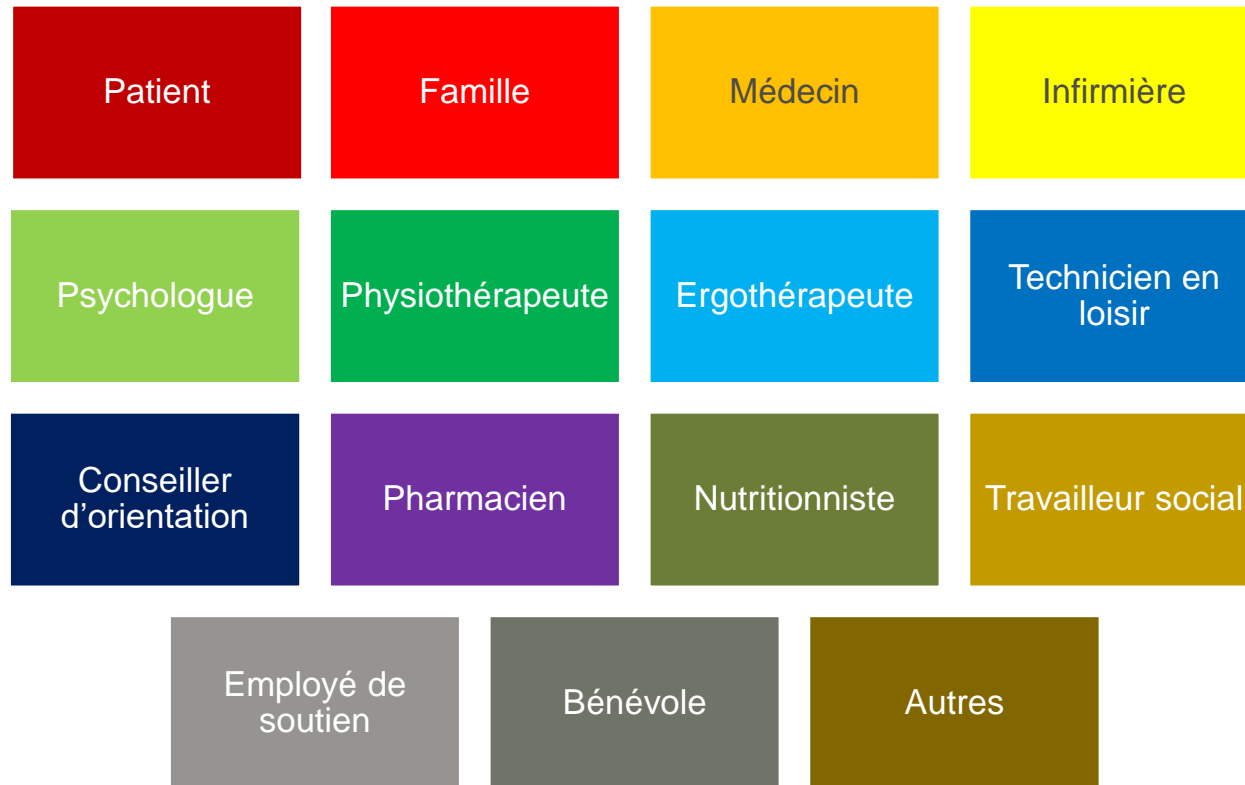 Patient
Famille
Médecin
Infirmière
Psychologue
Physiothérapeute
Ergothérapeute
Technicien en
loisir
Conseiller
d’orientation
Pharmacien
Nutritionniste
Travailleur social
Employé de
soutien
Bénévole
Autres